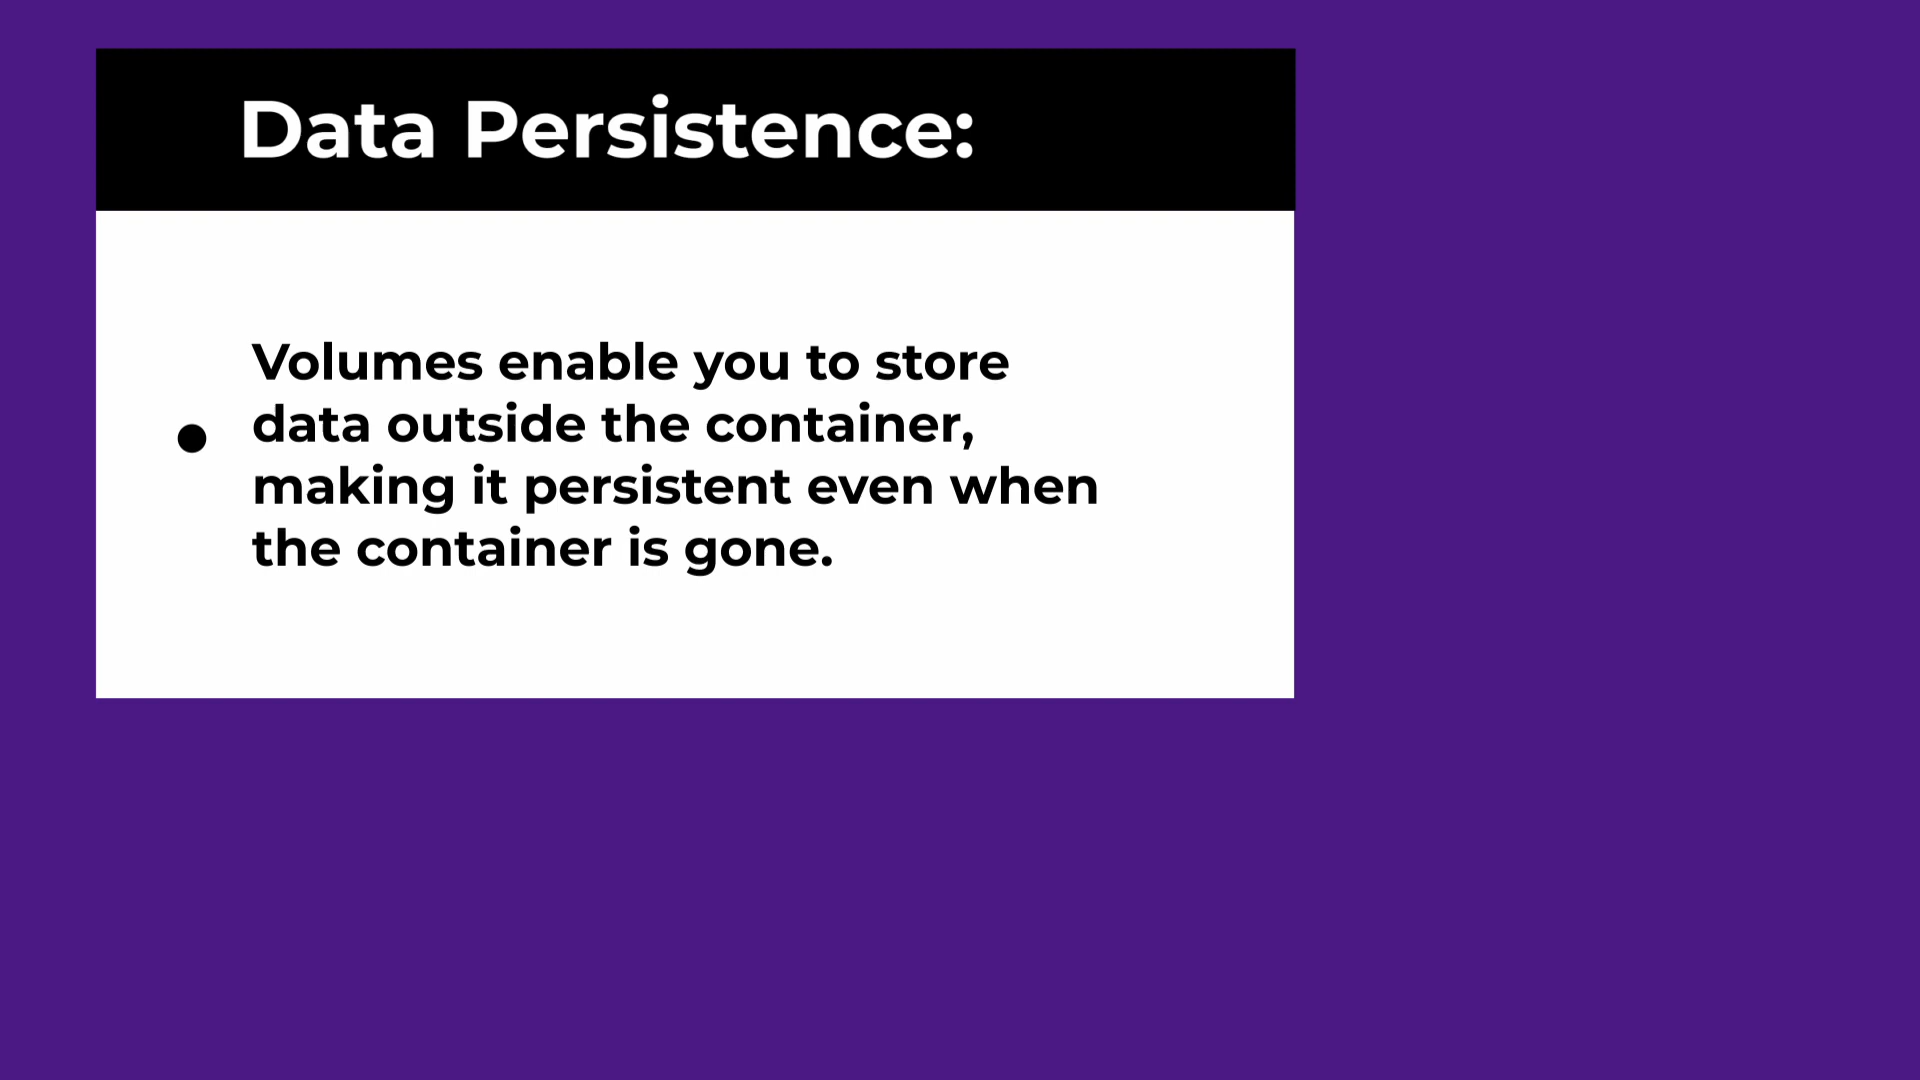 Data Persistence:
Volumes enable you to store
data outside the container,
making it persistent even when
the container is gone.